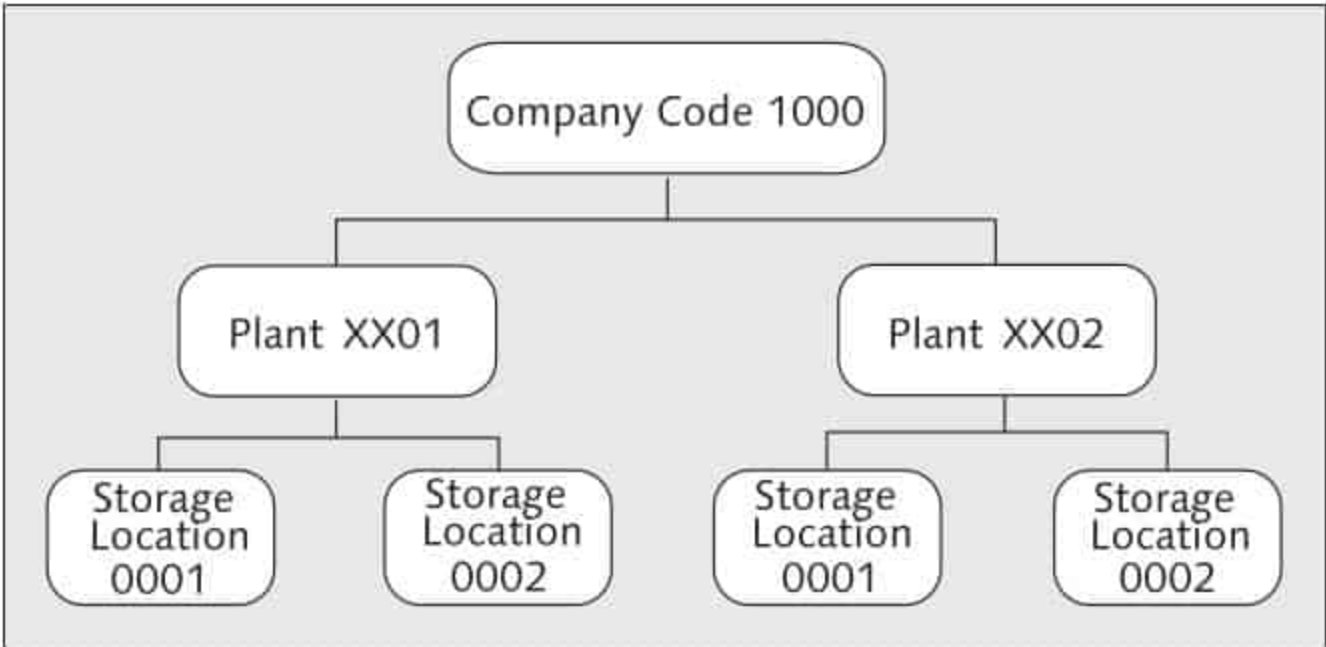 Company Code 1000
Plant XX01
Plant XX02
Storage
Location
0001
Storage
Location
0002
Storage
Location
0001
Storage
Location
0002